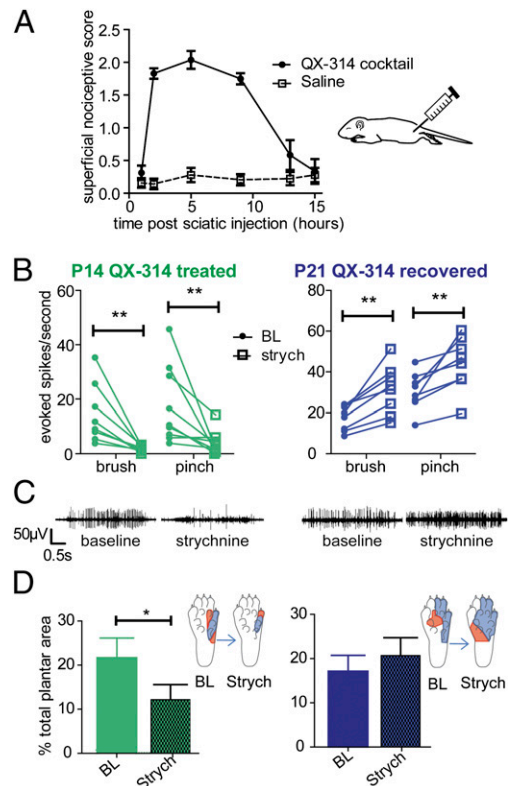 A
superficial nociceptive score
2.5
2.0
1.5
1.0
0.5
0.0
0 5 10 15
time post sciatic injection (hours)
QX-314 cocktail
Saline
B
P14 QX-314 treated
evoked spikes/second
60
40
20
0
**
**
brush pinch
BL
strych
P21 QX-314 recovered
80
60
40
20
0
**
**
brush pinch
C
50µV
0.5s
baseline strychnine
baseline strychnine
D
% total plantar area
30
20
10
0
*
BL Strych
BL Strych
30
20
10
0
BL Strych
BL Strych